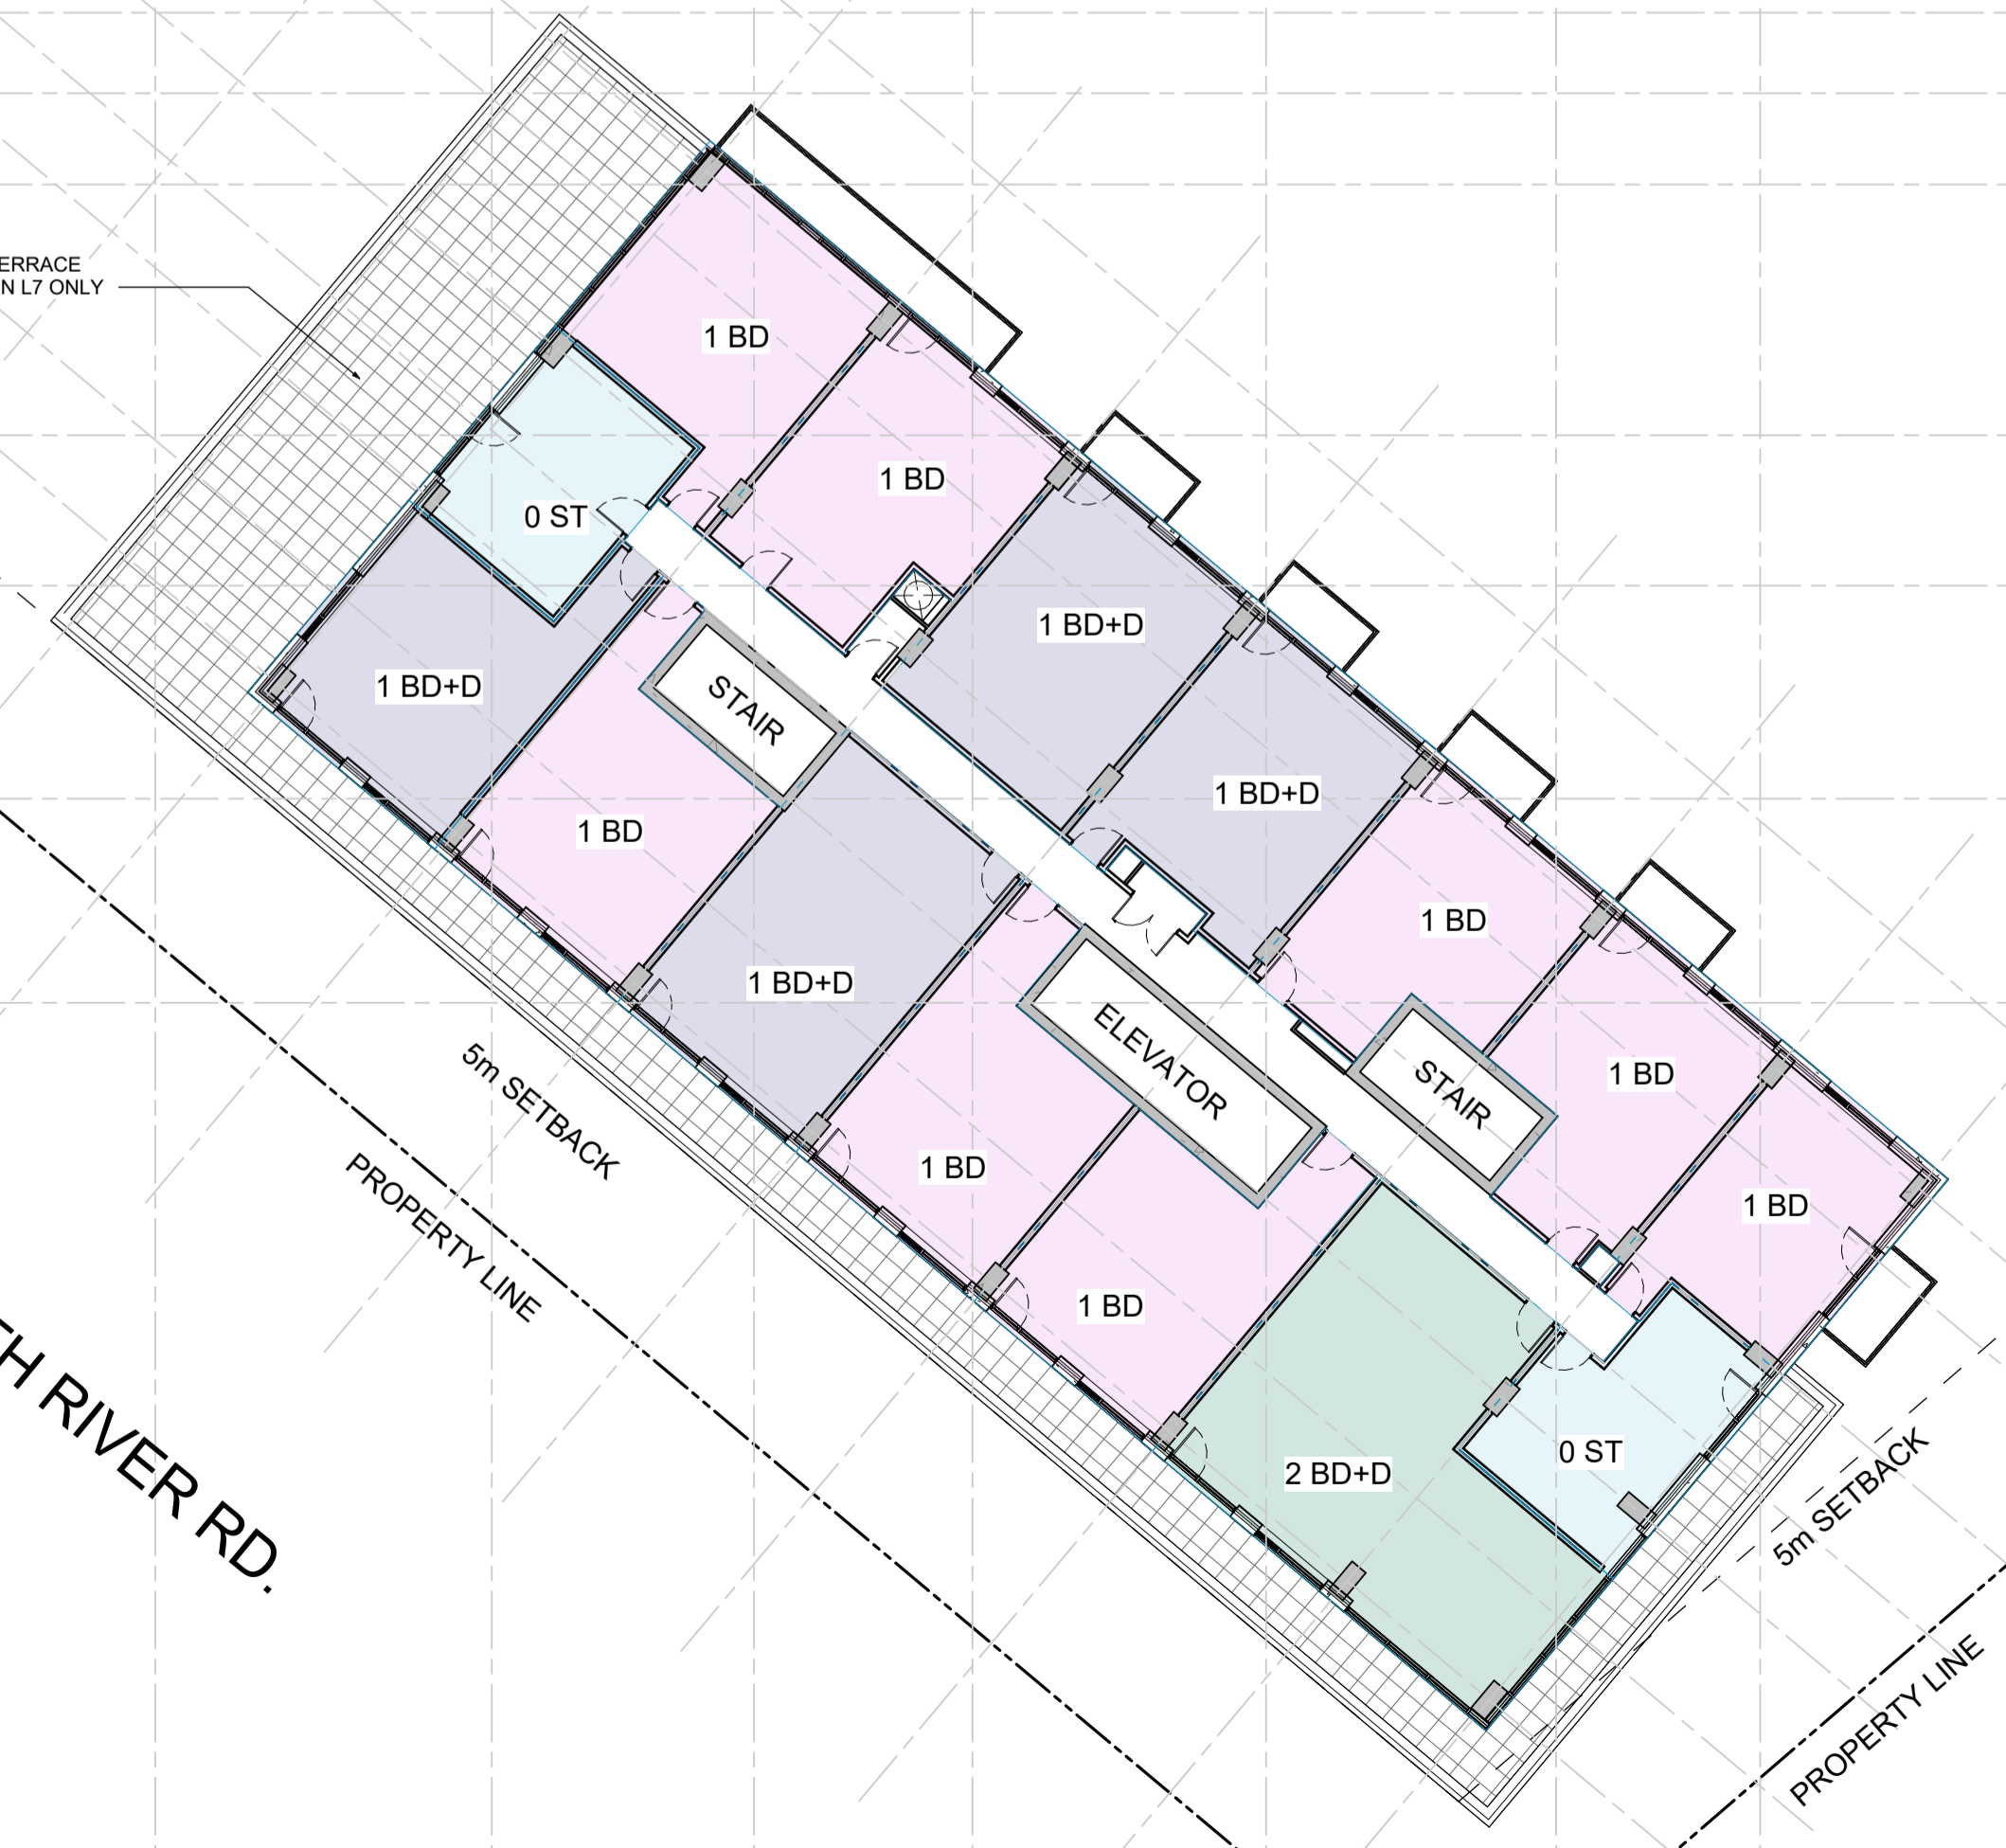 ERRACE
N L7 ONLY
1 BD
1 BD
0 ST
1 BD+D
1 BD+D
STAIR
1 BD+D
1 BD
1 BD
1 BD+D
ELEVATOR
STAIR
1 BD
1 BD
1 BD
1 BD
2 BD+D
0 ST
5m SETBACK
PROPERTY LINE
TH RIVER RD.
5m SETBACK
PROPERTY LINE